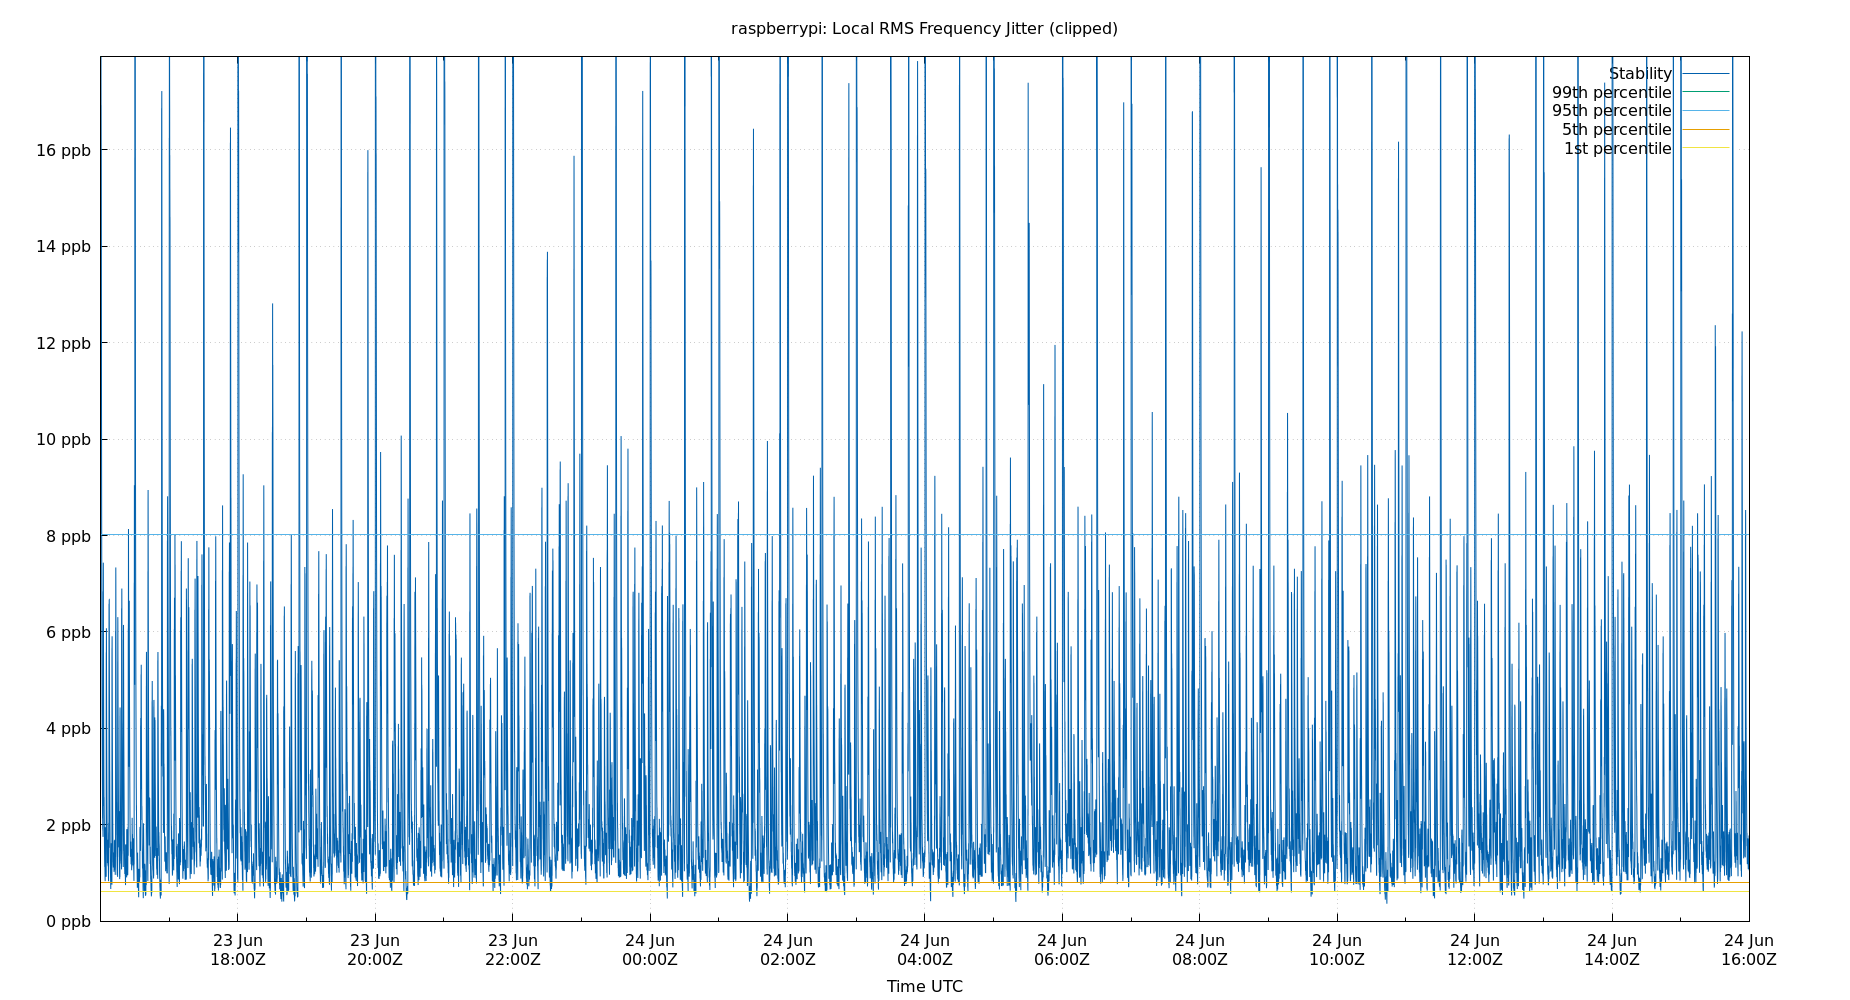 raspberrypi: Local RMS Frequency Jitter (clipped)
Stability
99th percentile
95th percentile
5th percentile
1st percentile
16 ppb
14 ppb
12 ppb
10 ppb
8 ppb
6 ppb
4 ppb
2 ppb
0 ppb
23 Jun 23 Jun 23 Jun 24 Jun 24 Jun 24 Jun 24 Jun 24 Jun 24 Jun 24 Jun 24 Jun 24 Jun
18:00Z 20:00Z 22:00Z 00:00Z 02:00Z 04:00Z 06:00Z 08:00Z 10:00Z 12:00Z 14:00Z 16:00Z
Time UTC